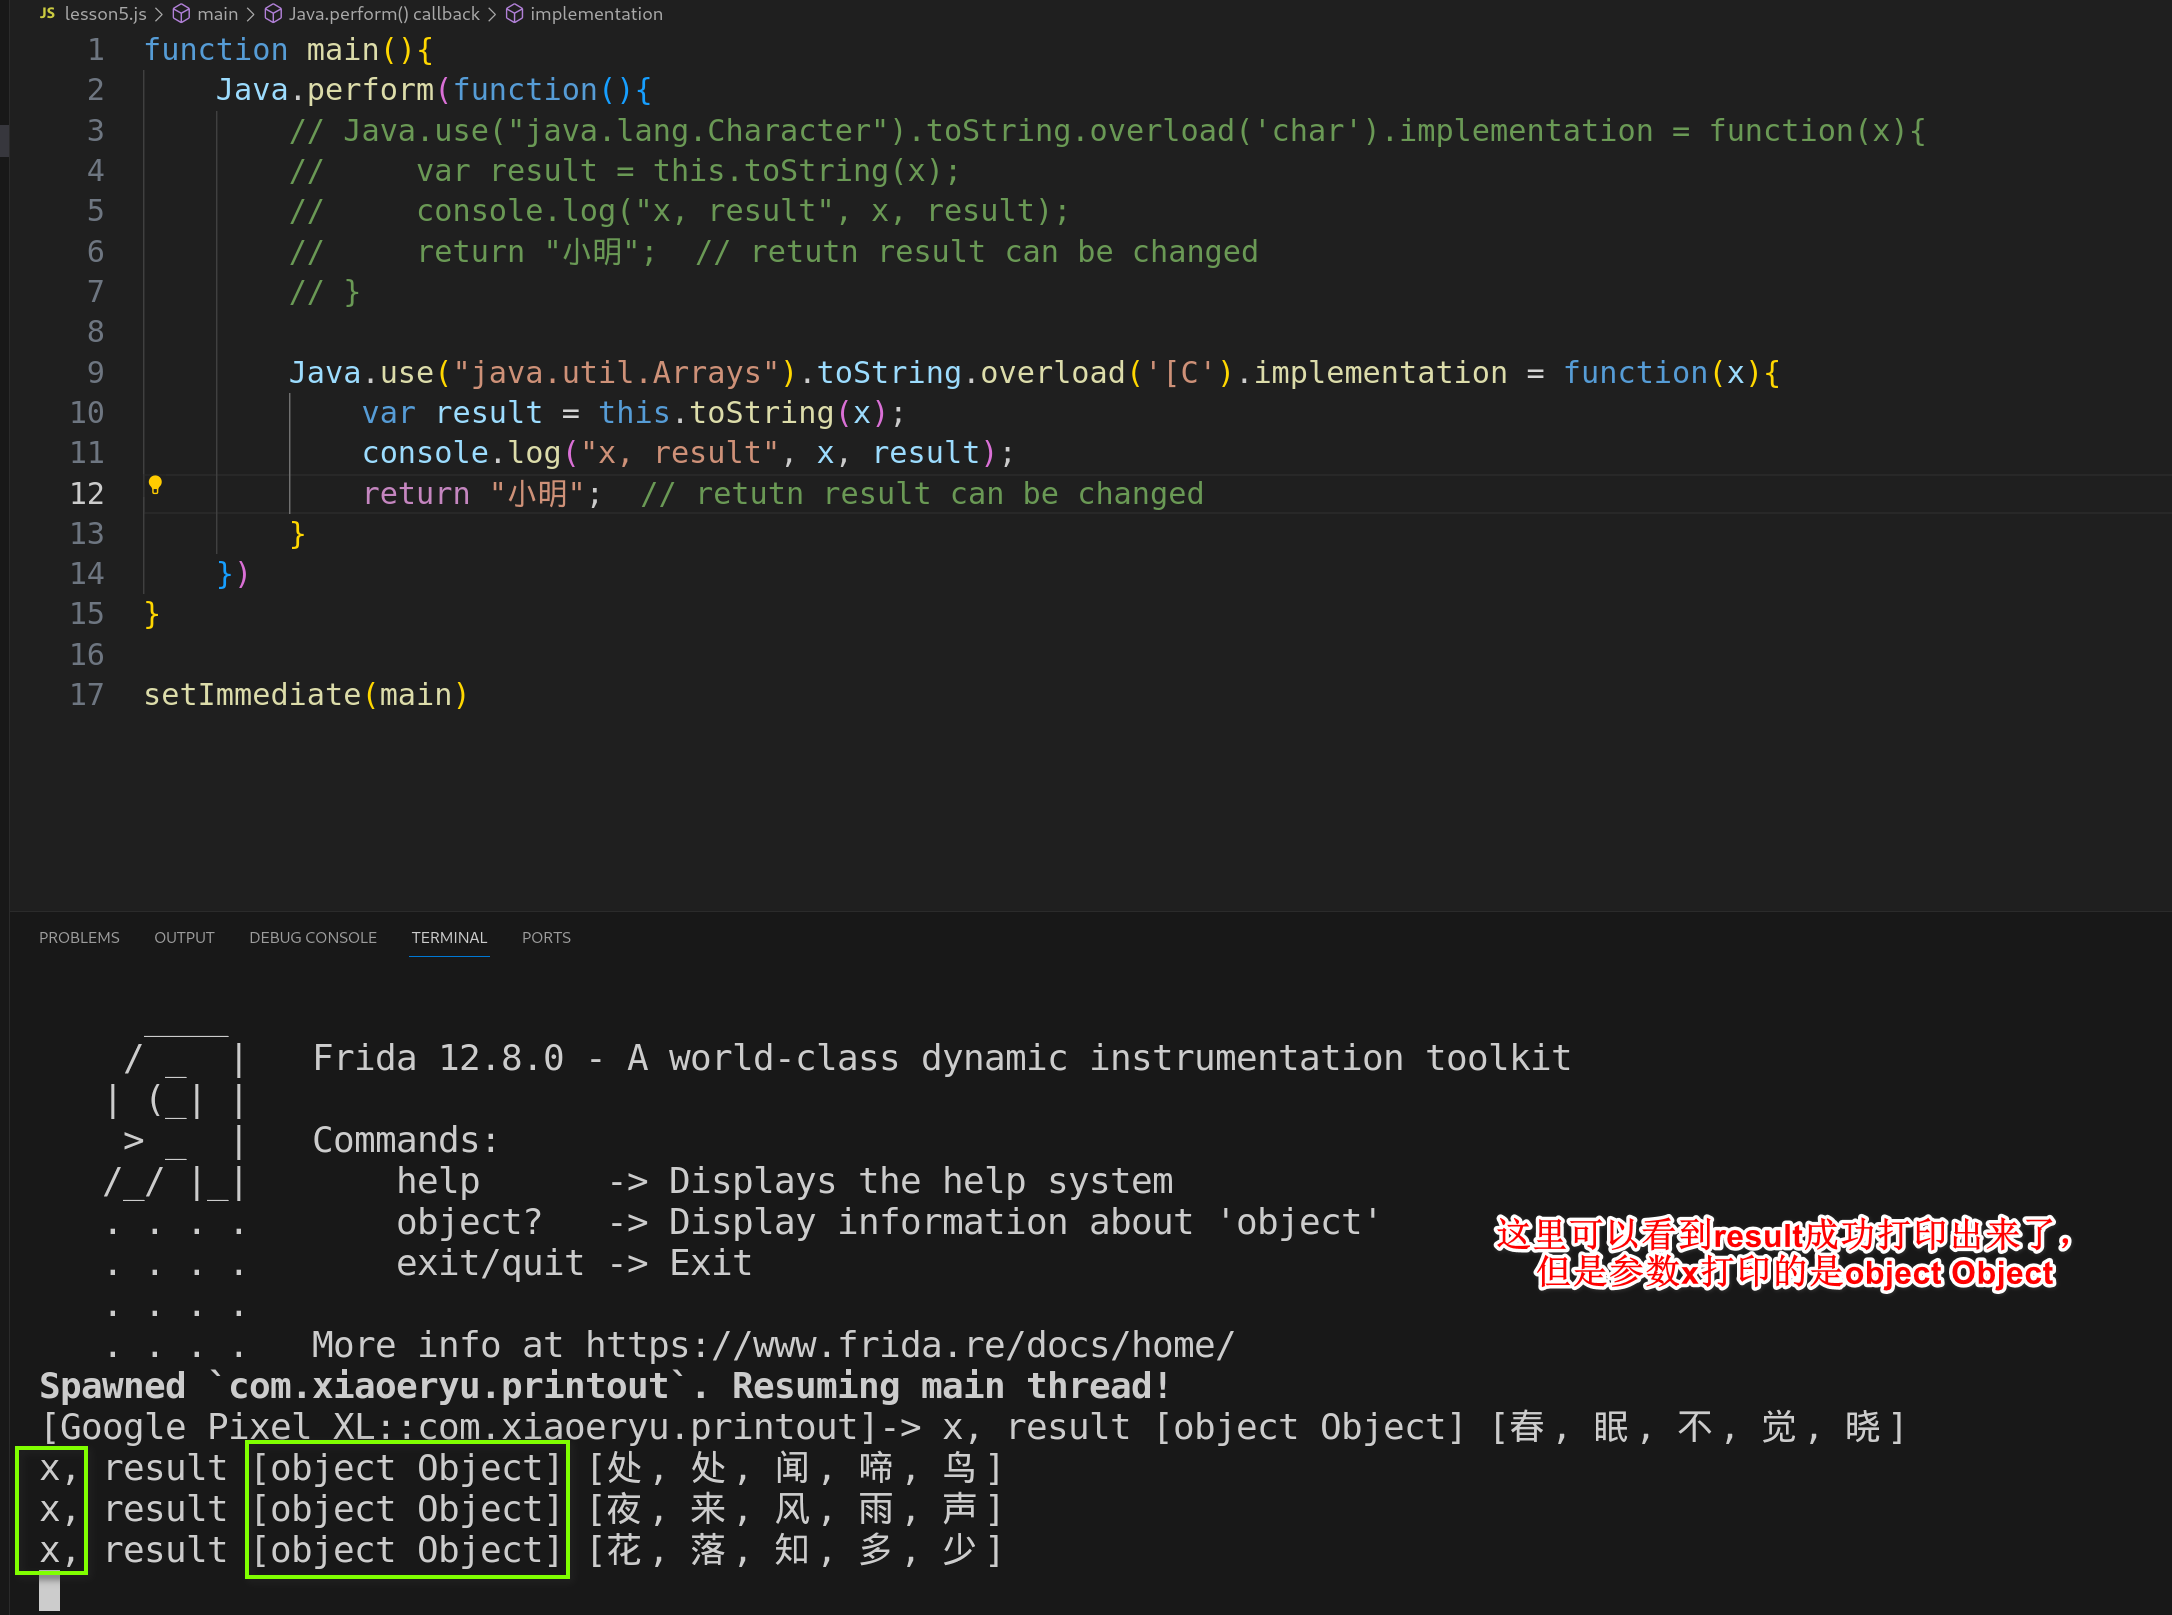 JS lesson5.js > main > Java.perform() callback > implementation
1 function main(){
2     Java.perform(function(){
3         // Java.use("java.lang.Character").toString.overload('char').implementation = function(x){
4         //     var result = this.toString(x);
5         //     console.log("x, result", x, result);
6         //     return "小明";  // retutn result can be changed
7         // }
8
9         Java.use("java.util.Arrays").toString.overload('[C').implementation = function(x){
10             var result = this.toString(x);
11             console.log("x, result", x, result);
12             return "小明";  // retutn result can be changed
13         }
14     })
15 }
16
17 setImmediate(main)
PROBLEMS OUTPUT DEBUG CONSOLE TERMINAL PORTS
     _____
    / _  |   Frida 12.8.0 - A world-class dynamic instrumentation toolkit
   | (_| |
    > _  |   Commands:
   /_/ |_|       help      -> Displays the help system
   . . . .       object?   -> Display information about 'object'
   . . . .       exit/quit -> Exit
   . . . .
   . . . .   More info at https://www.frida.re/docs/home/
这里可以看到result成功打印出来了，
但是参数x打印的是object Object
Spawned `com.xiaoeryu.printout`. Resuming main thread!
[Google Pixel XL::com.xiaoeryu.printout]-> x, result [object Object] [春, 眠, 不, 觉, 晓]
x, result [object Object] [处, 处, 闻, 啼, 鸟]
x, result [object Object] [夜, 来, 风, 雨, 声]
x, result [object Object] [花, 落, 知, 多, 少]